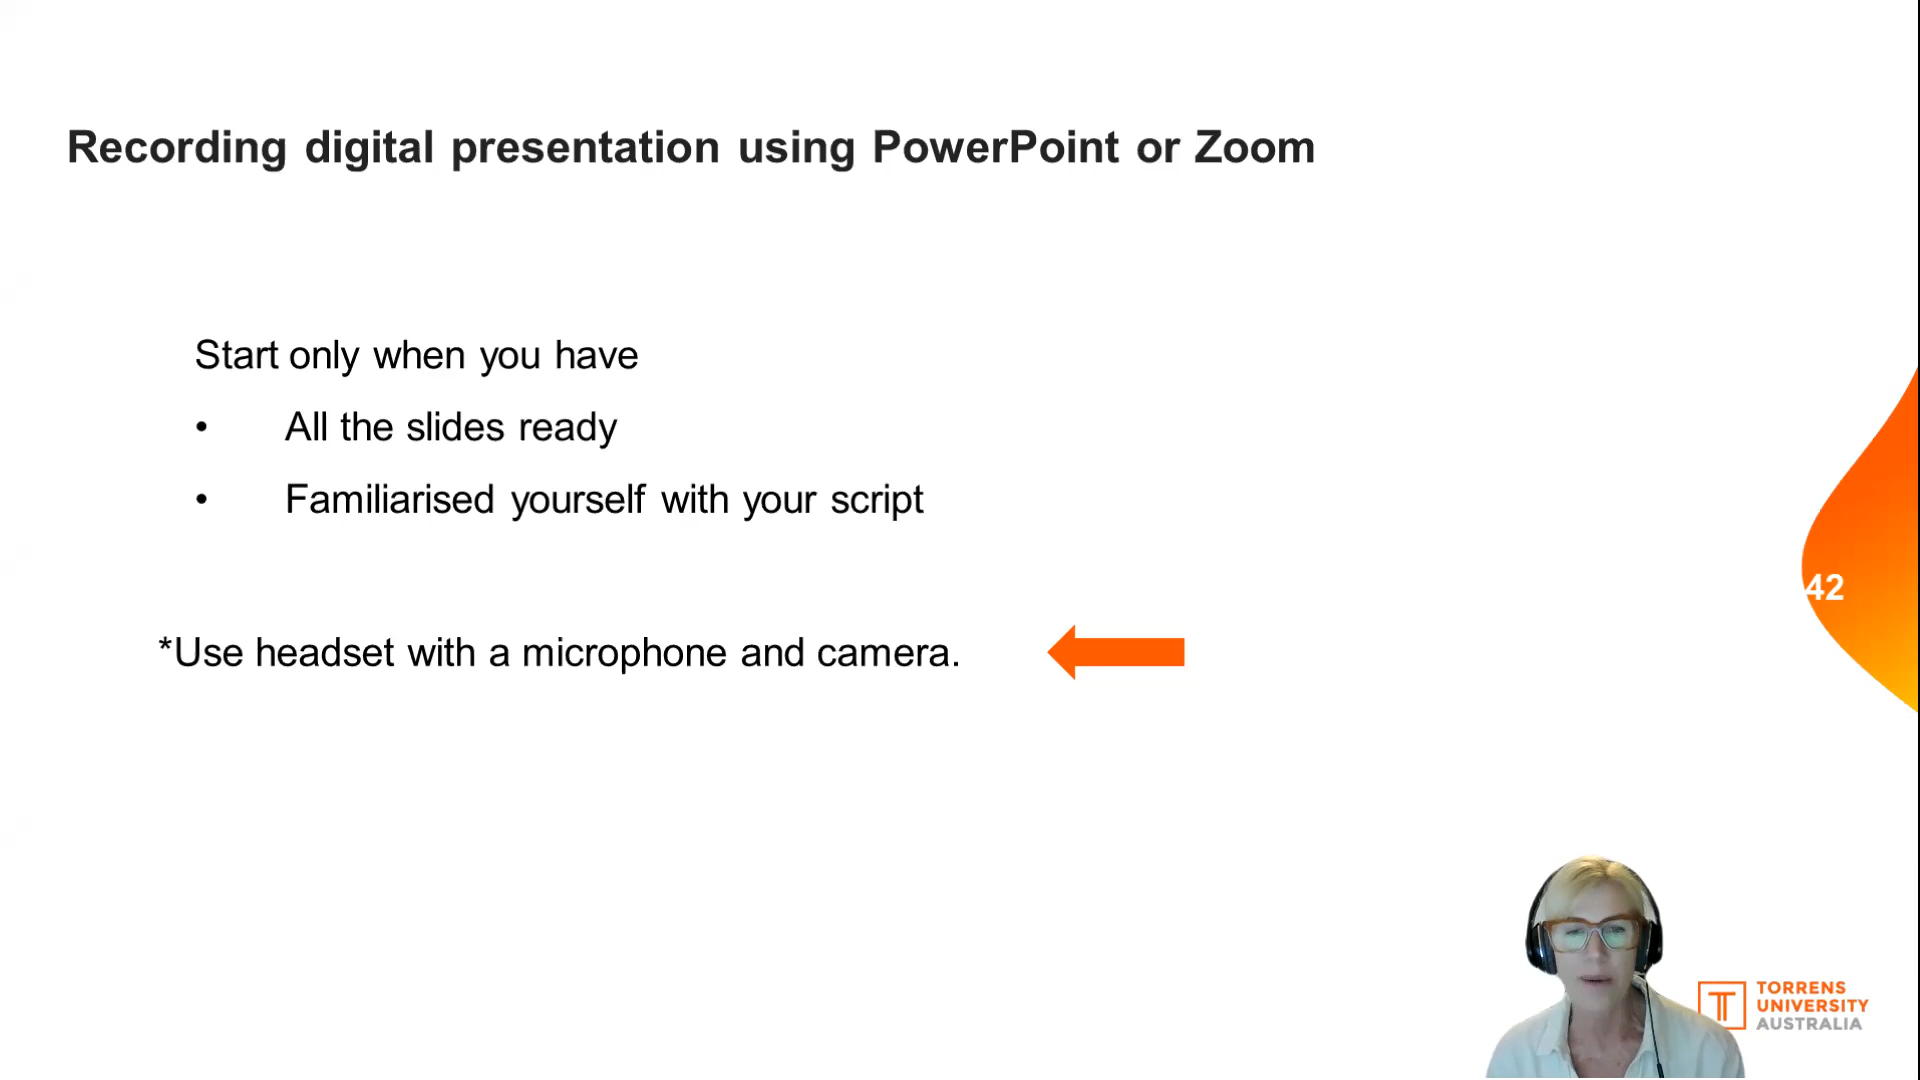 Recording digital presentation using PowerPoint or Zoom
Start only when you have
• All the slides ready
• Familiarised yourself with your script
42
*Use headset with a microphone and camera.
TORRENS
UNIVERSITY
AUSTRALIA